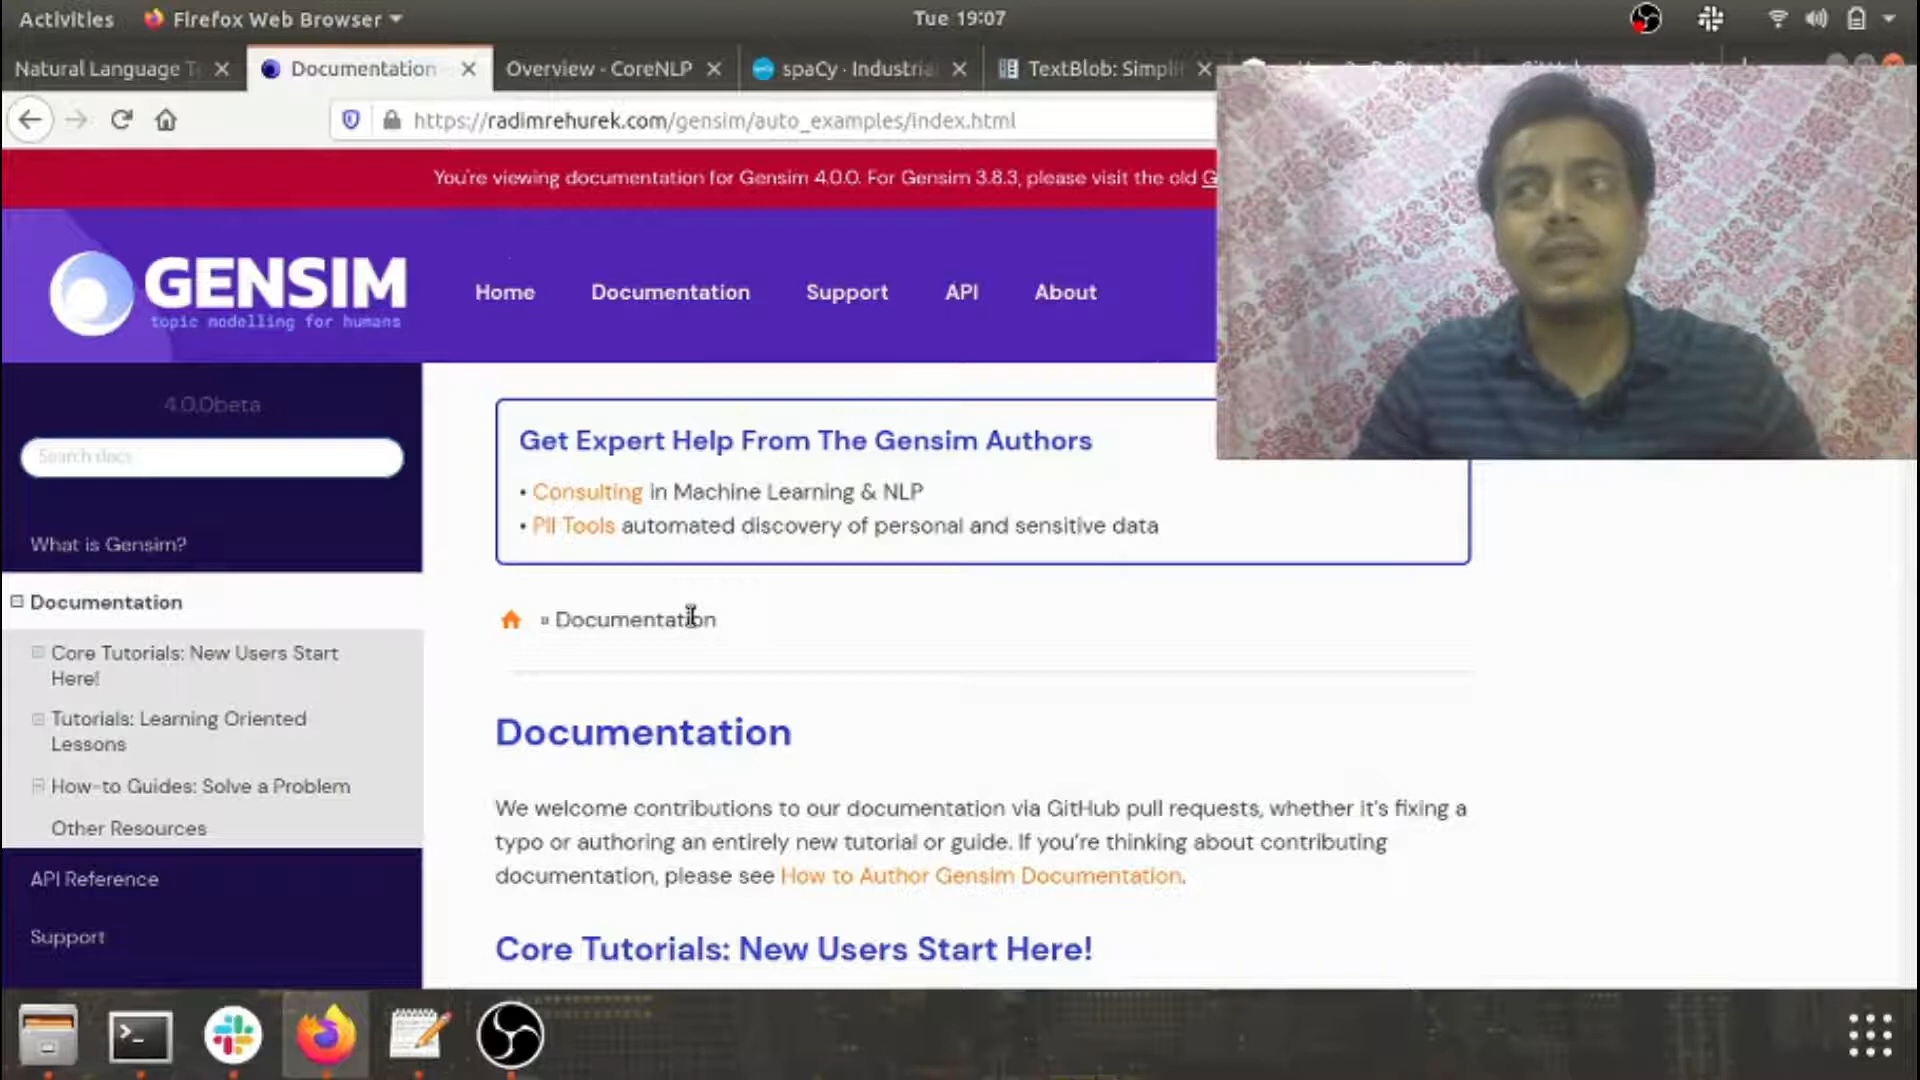 Activities
Firefox Web Browser
Tue 19:07
Natural Language
Documentation
Overview - CoreNLP
spaCy · Industria
TextBlob: Simpli
https://radimrehurek.com/gensim/auto_examples/index.html
You're viewing documentation for Gensim 4.0.0. For Gensim 3.8.3, please visit the old G
GENSIM
topic modelling for humans
Home
Documentation
Support
API
About
4.0.0beta
Search docs
What is Gensim?
Documentation
Core Tutorials: New Users Start
Here!
Tutorials: Learning Oriented
Lessons
How-to Guides: Solve a Problem
Other Resources
API Reference
Support
Get Expert Help From The Gensim Authors
• Consulting in Machine Learning & NLP
• PII Tools automated discovery of personal and sensitive data
» Documentation
Documentation
We welcome contributions to our documentation via GitHub pull requests, whether it's fixing a
typo or authoring an entirely new tutorial or guide. If you're thinking about contributing
documentation, please see How to Author Gensim Documentation.
Core Tutorials: New Users Start Here!